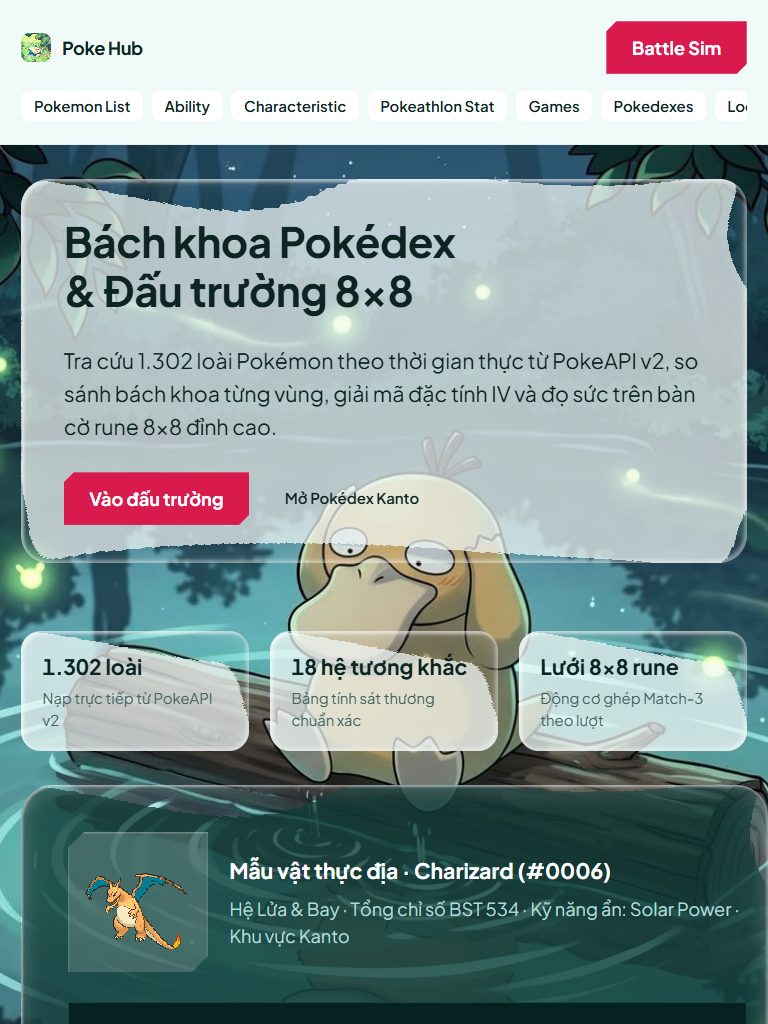 Poke Hub
Battle Sim
Pokemon List
Ability
Characteristic
Pokeathlon Stat
Games
Pokedexes
Bách khoa Pokédex
& Đấu trường 8×8
Tra cứu 1.302 loài Pokémon theo thời gian thực từ PokeAPI v2, so
sánh bách khoa từng vùng, giải mã đặc tính IV và đọ sức trên bàn
cờ rune 8×8 đỉnh cao.
Vào đấu trường
Mở Pokédex Kanto
1.302 loài
Nạp trực tiếp từ PokeAPI
v2
18 hệ tương khắc
Bảng tính sát thương
chuẩn xác
Lưới 8×8 rune
Động cơ ghép Match-3
theo lượt
Mẫu vật thực địa · Charizard (#0006)
Hệ Lửa & Bay · Tổng chỉ số BST 534 · Kỹ năng ẩn: Solar Power ·
Khu vực Kanto